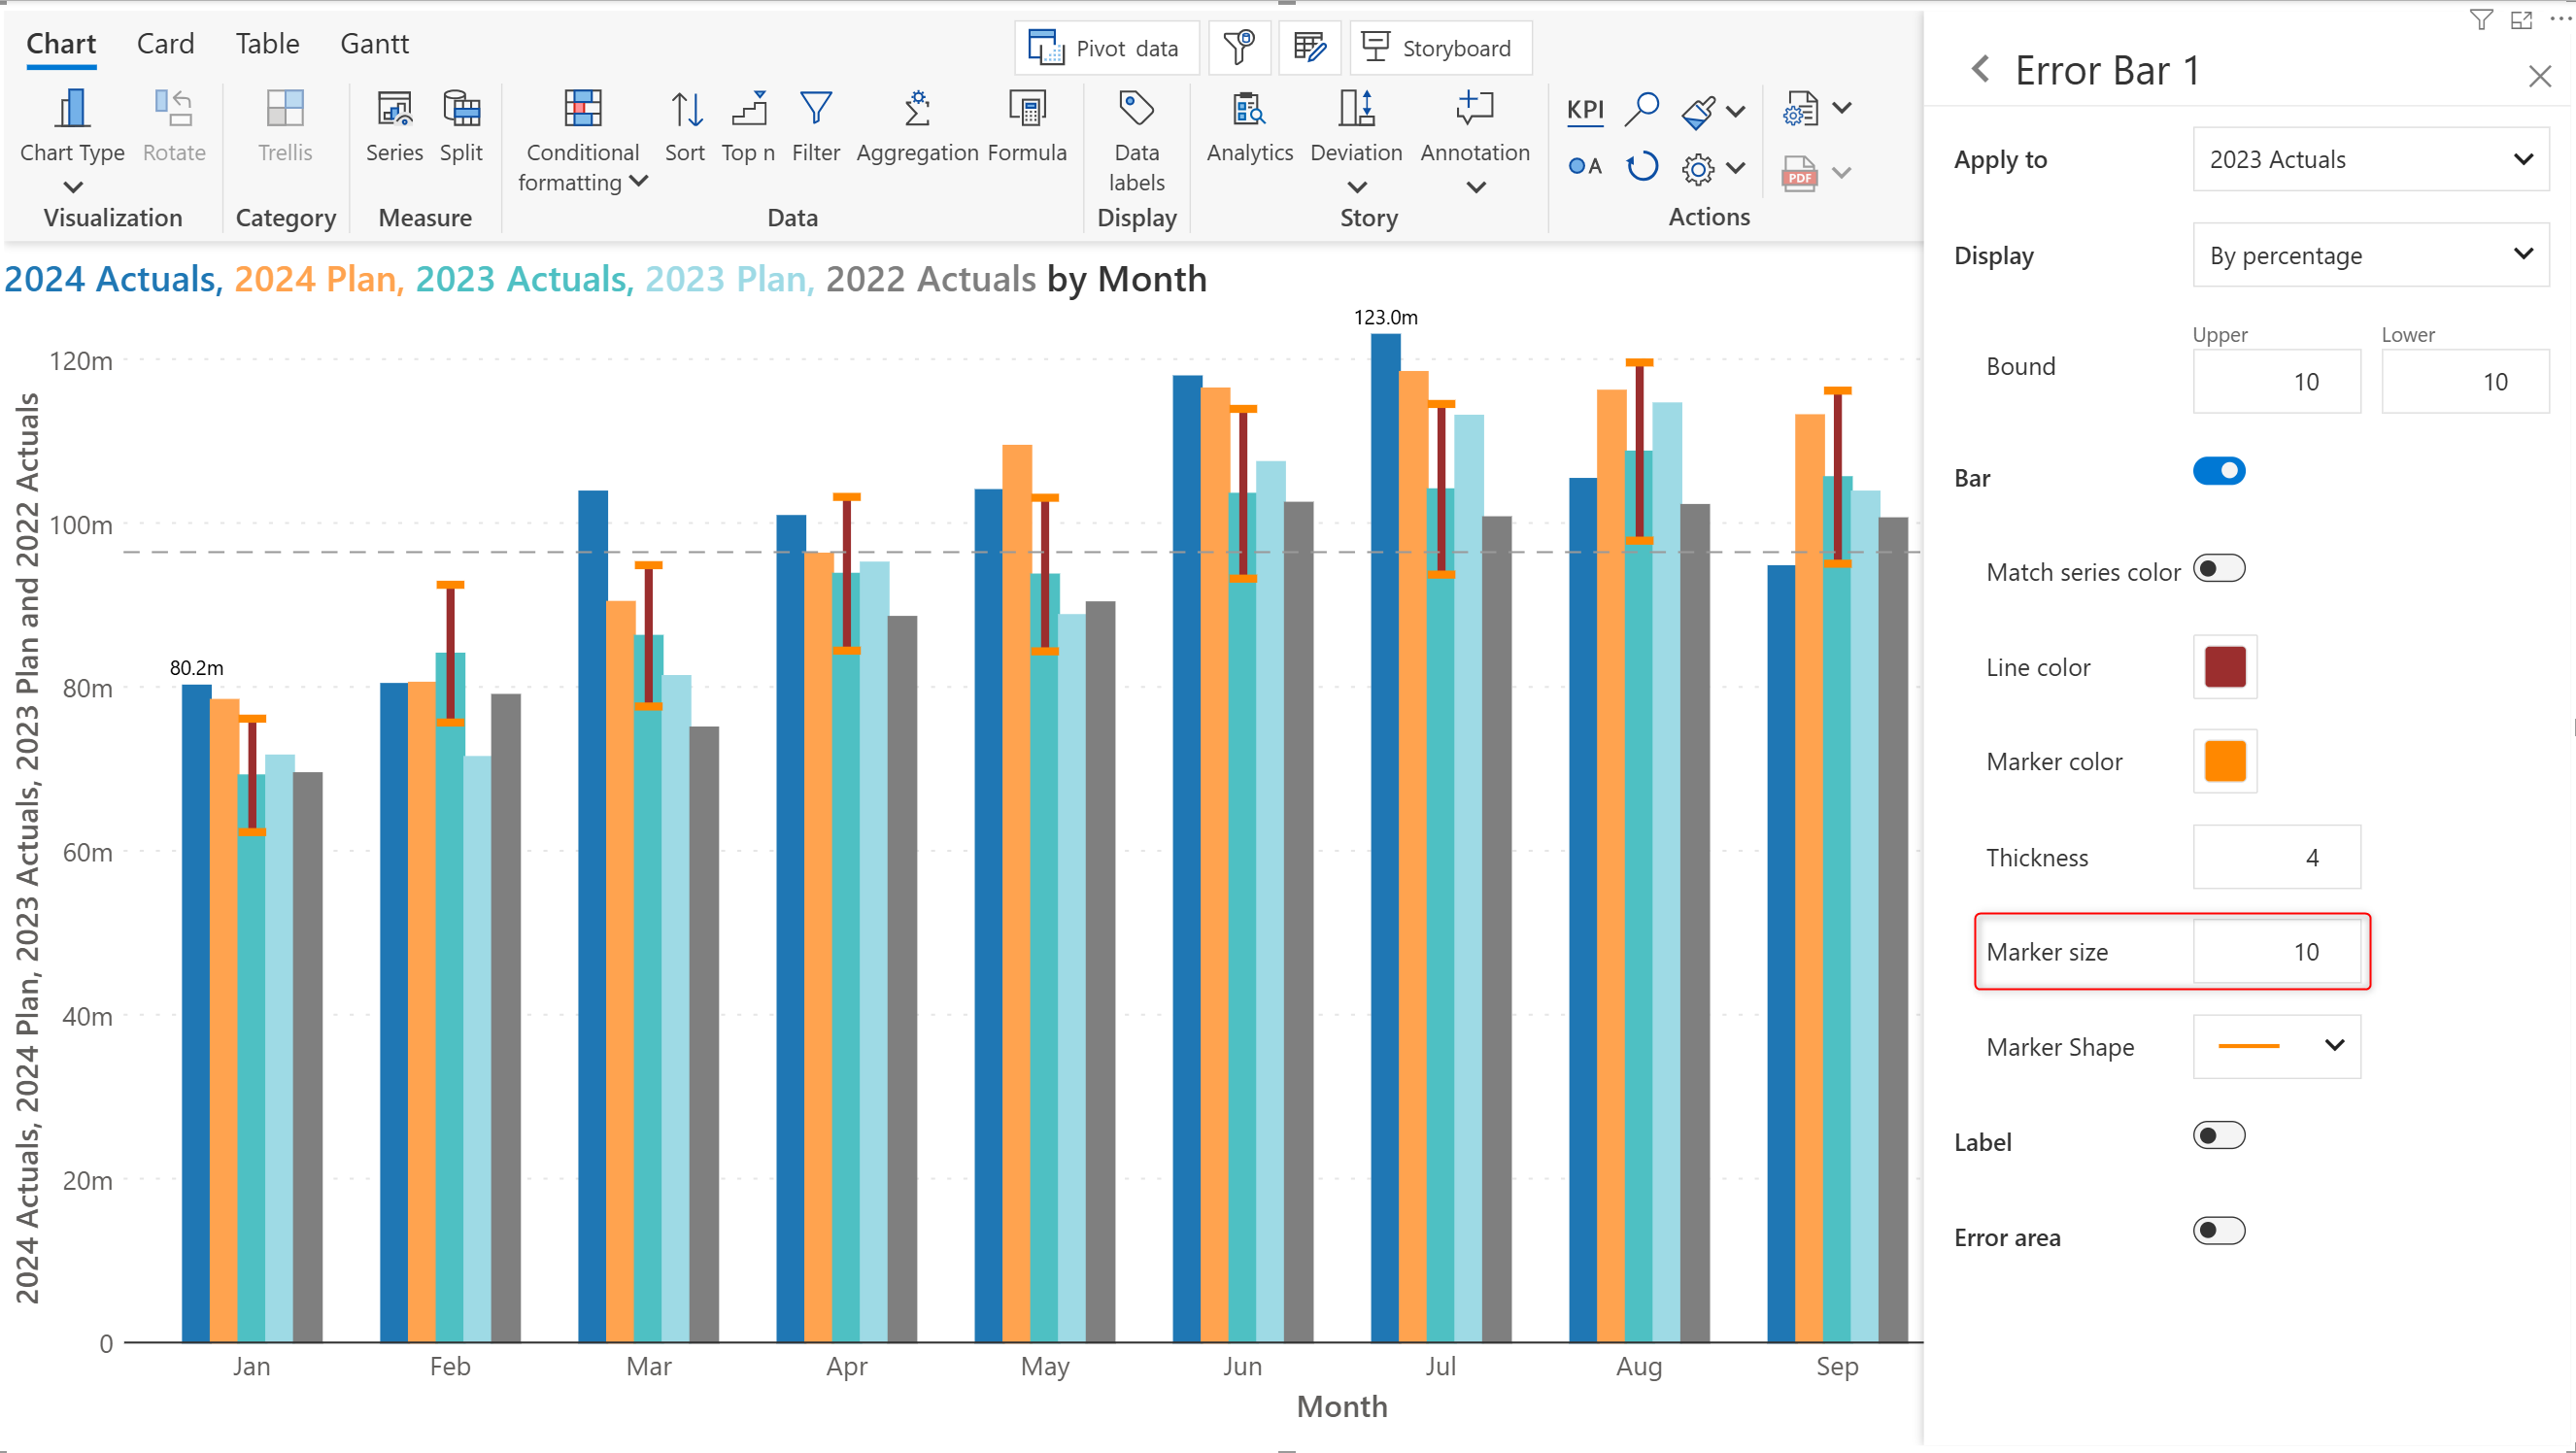 Chart Card Table Gantt
Pivot data
Storyboard
Chart Type
Rotate
Trellis
Series
Split
Conditional
formatting
Sort
Top n
Filter
Aggregation
Formula
Data
labels
Analytics
Deviation
Annotation
KPI
A
PDF
Visualization
Category
Measure
Data
Display
Story
Actions
2024 Actuals, 2024 Plan, 2023 Actuals, 2023 Plan, 2022 Actuals by Month
2024 Actuals, 2024 Plan, 2023 Actuals, 2023 Plan and 2022 Actuals
120m
100m
80m
60m
40m
20m
0
80.2m
123.0m
Jan Feb Mar Apr May Jun Jul Aug Sep
Month
Error Bar 1
Apply to
2023 Actuals
Display
By percentage
Upper
Lower
Bound
10
10
Bar
Match series color
Line color
Marker color
Thickness
4
Marker size
10
Marker Shape
Label
Error area